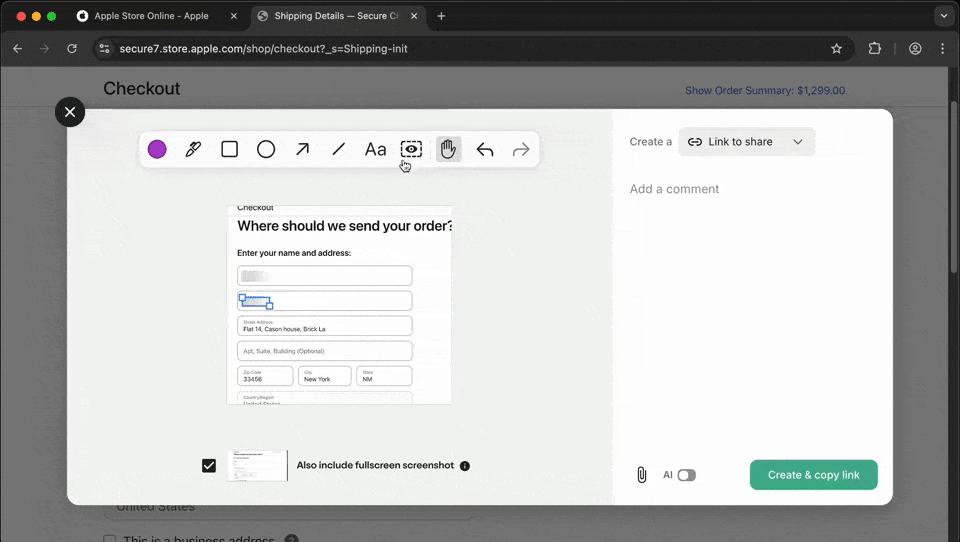 Apple Store Online - Apple
Shipping Details — Secure Ch
secure7.store.apple.com/shop/checkout?_s=Shipping-init
Checkout
Show Order Summary: $1,299.00
Aa
Create a
Link to share
Add a comment
Checkout
Where should we send your order?
Enter your name and address:
Street Address
Flat 14, Cason house, Brick La
Apt, Suite, Building (Optional)
Zip Code
33456
City
New York
State
NM
Country/Region
United States
Also include fullscreen screenshot
AI
Create & copy link
United States
This is a business address